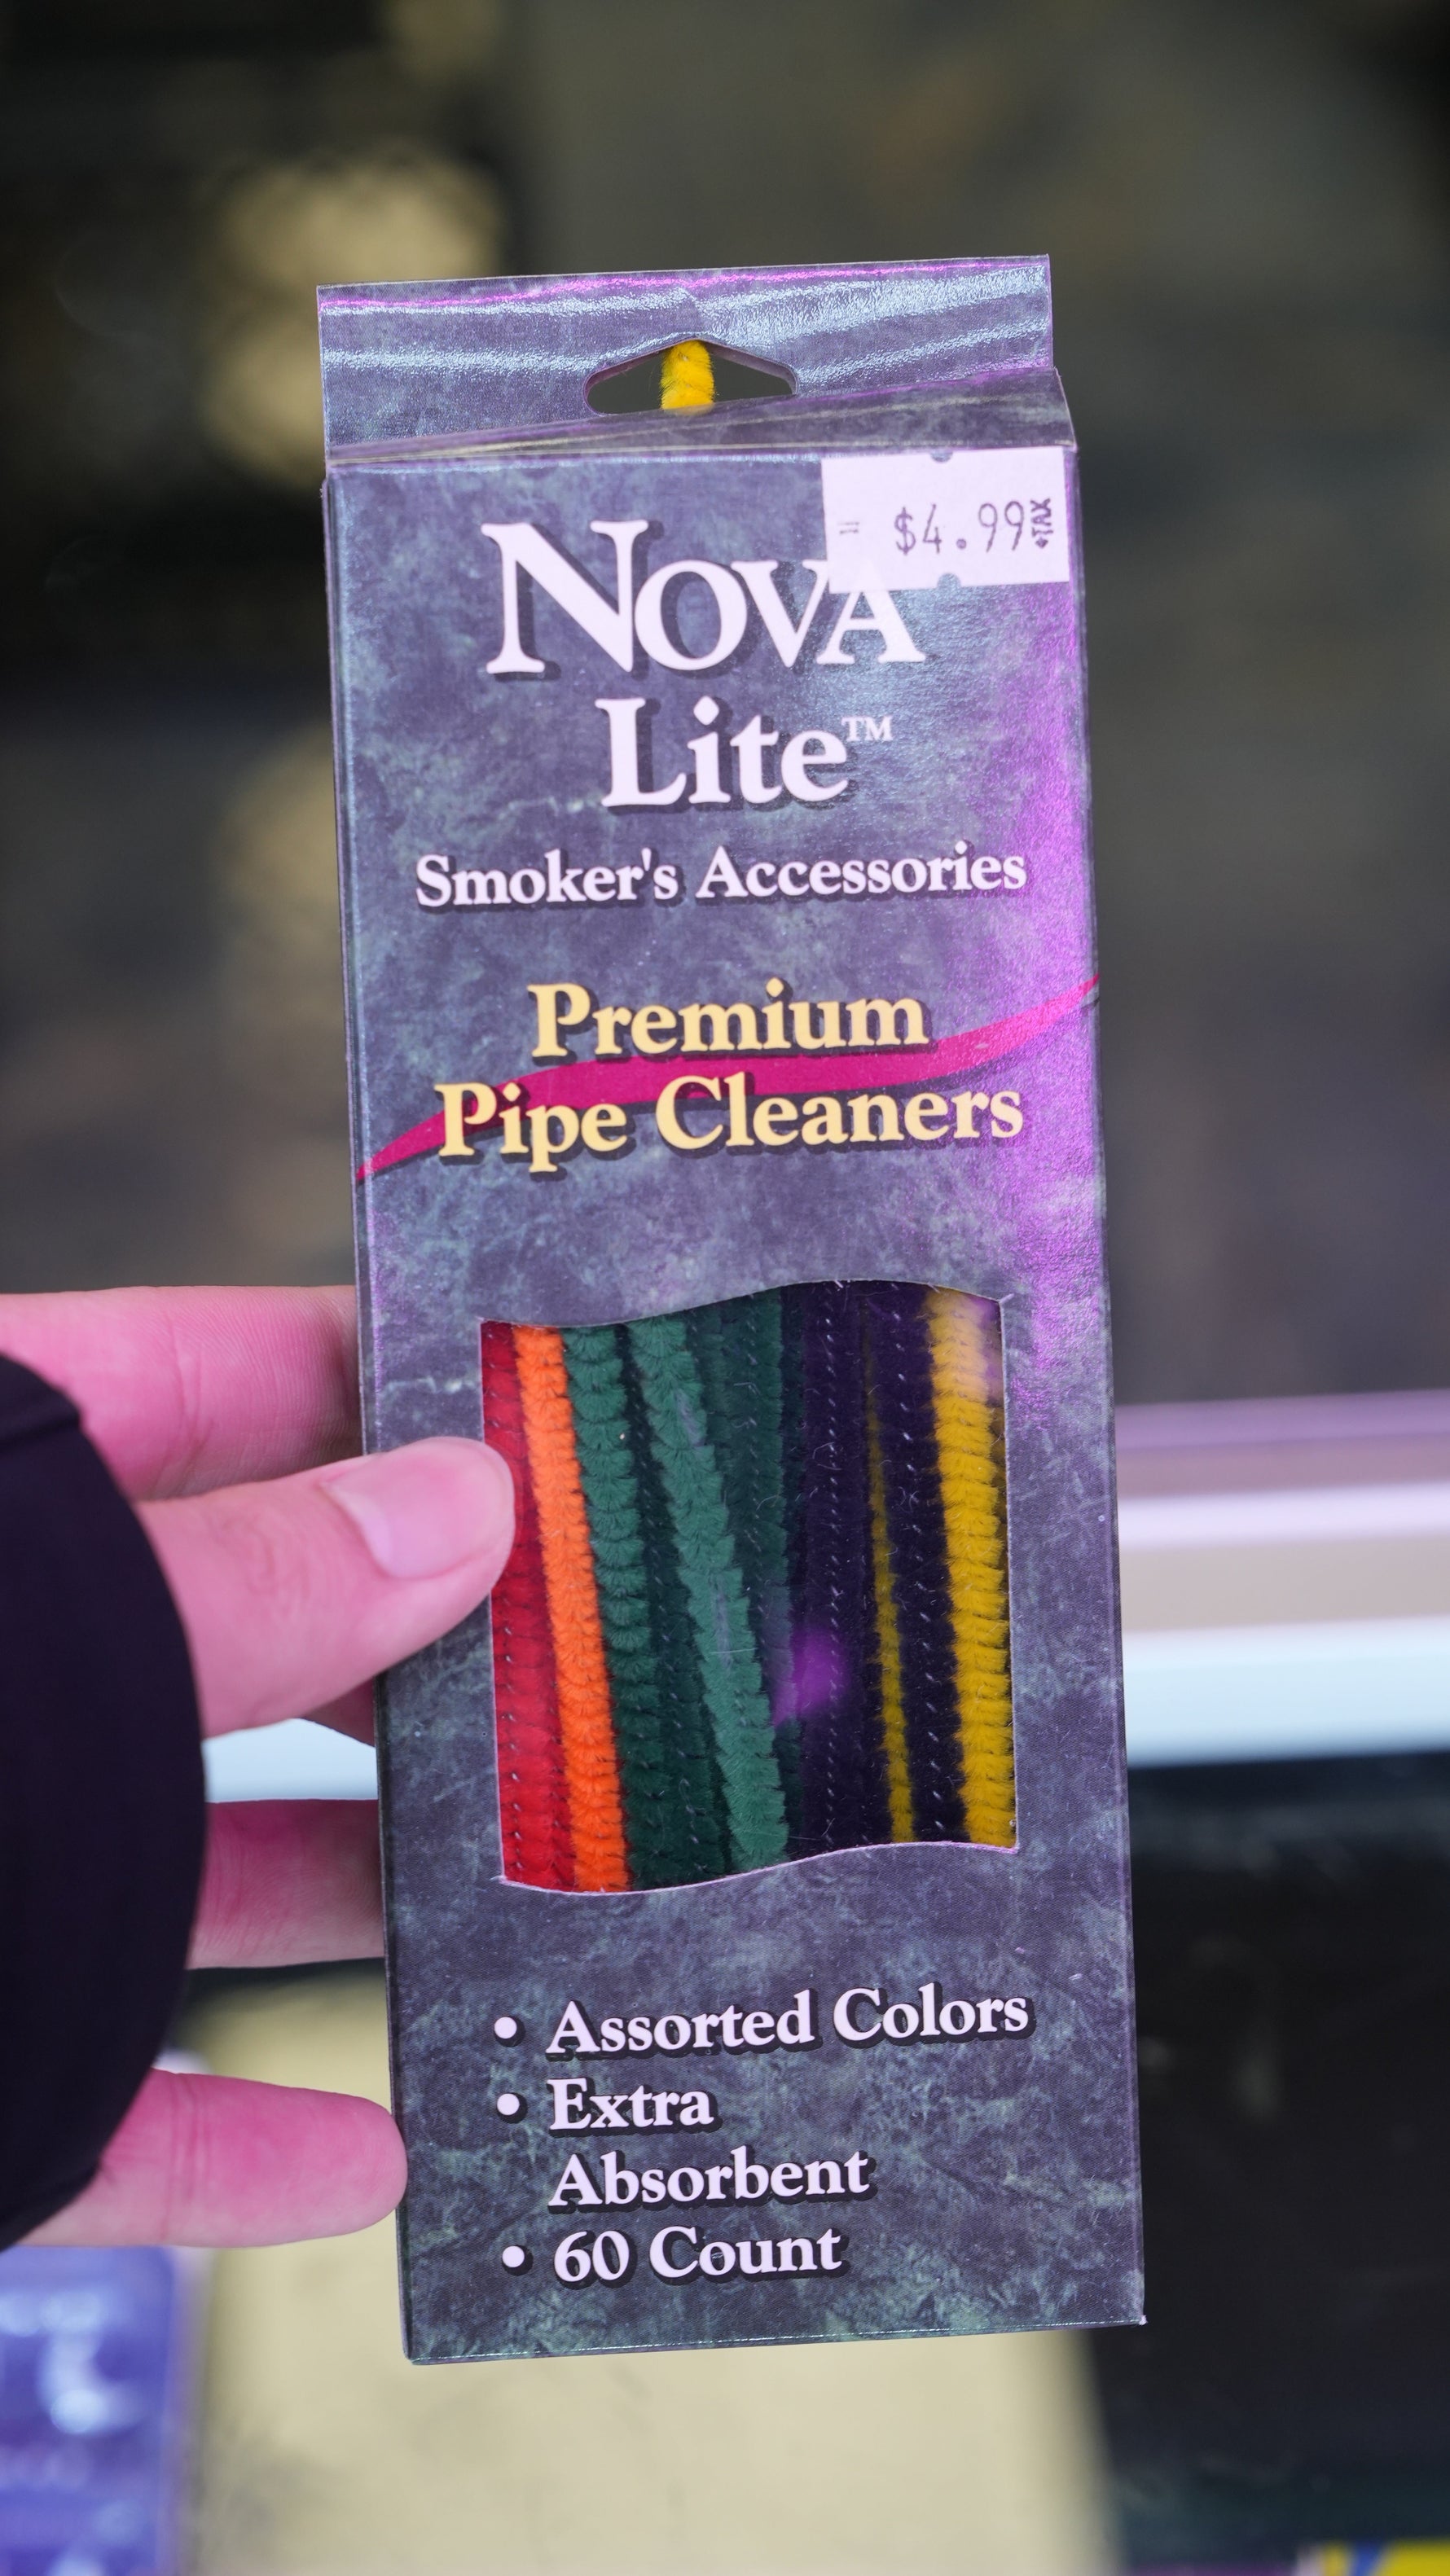 = $4.99+TAX
NOVA
Lite™
Smoker's Accessories
Premium
Pipe Cleaners
• Assorted Colors
• Extra
Absorbent
• 60 Count